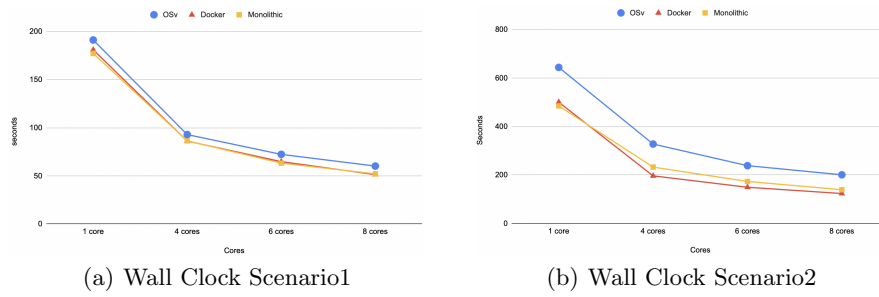 OSv Docker Monolithic
200
150
100
50
0
seconds
1 core 4 cores 6 cores 8 cores
Cores
(a) Wall Clock Scenario1
OSv Docker Monolithic
800
600
400
200
0
Seconds
1 core 4 cores 6 cores 8 cores
Cores
(b) Wall Clock Scenario2